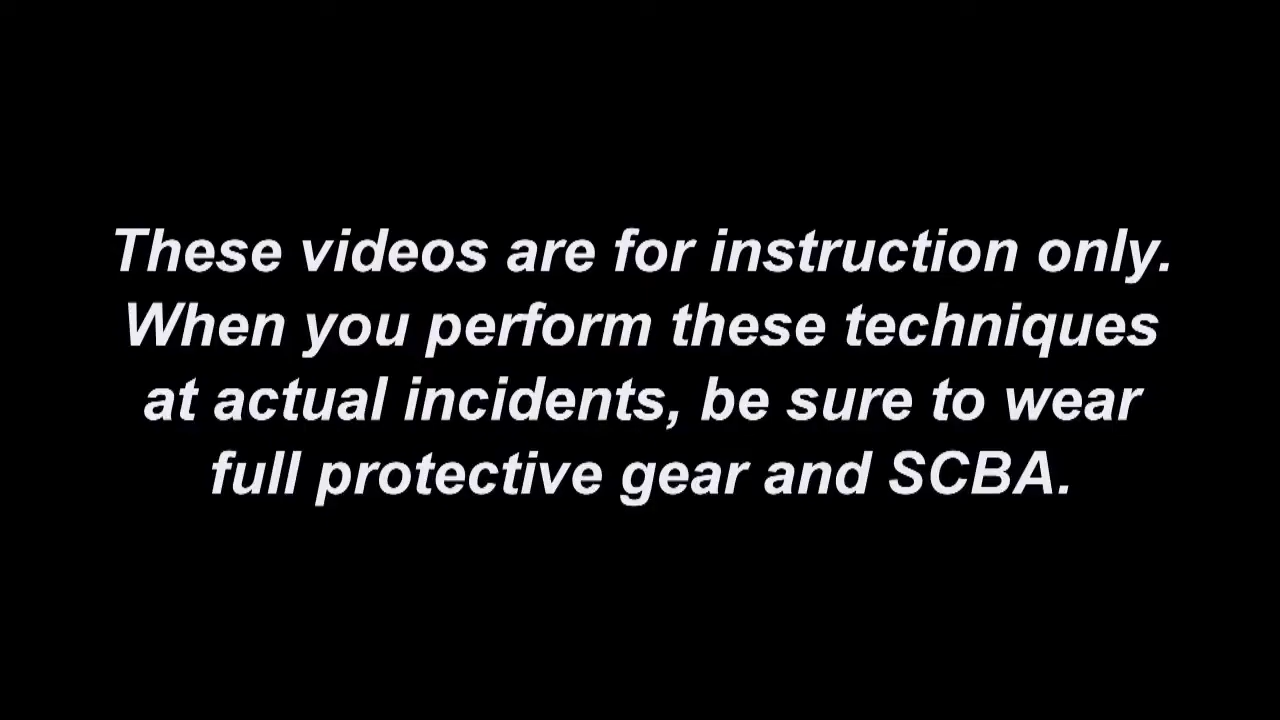 These videos are for instruction only.
When you perform these techniques
at actual incidents, be sure to wear
full protective gear and SCBA.